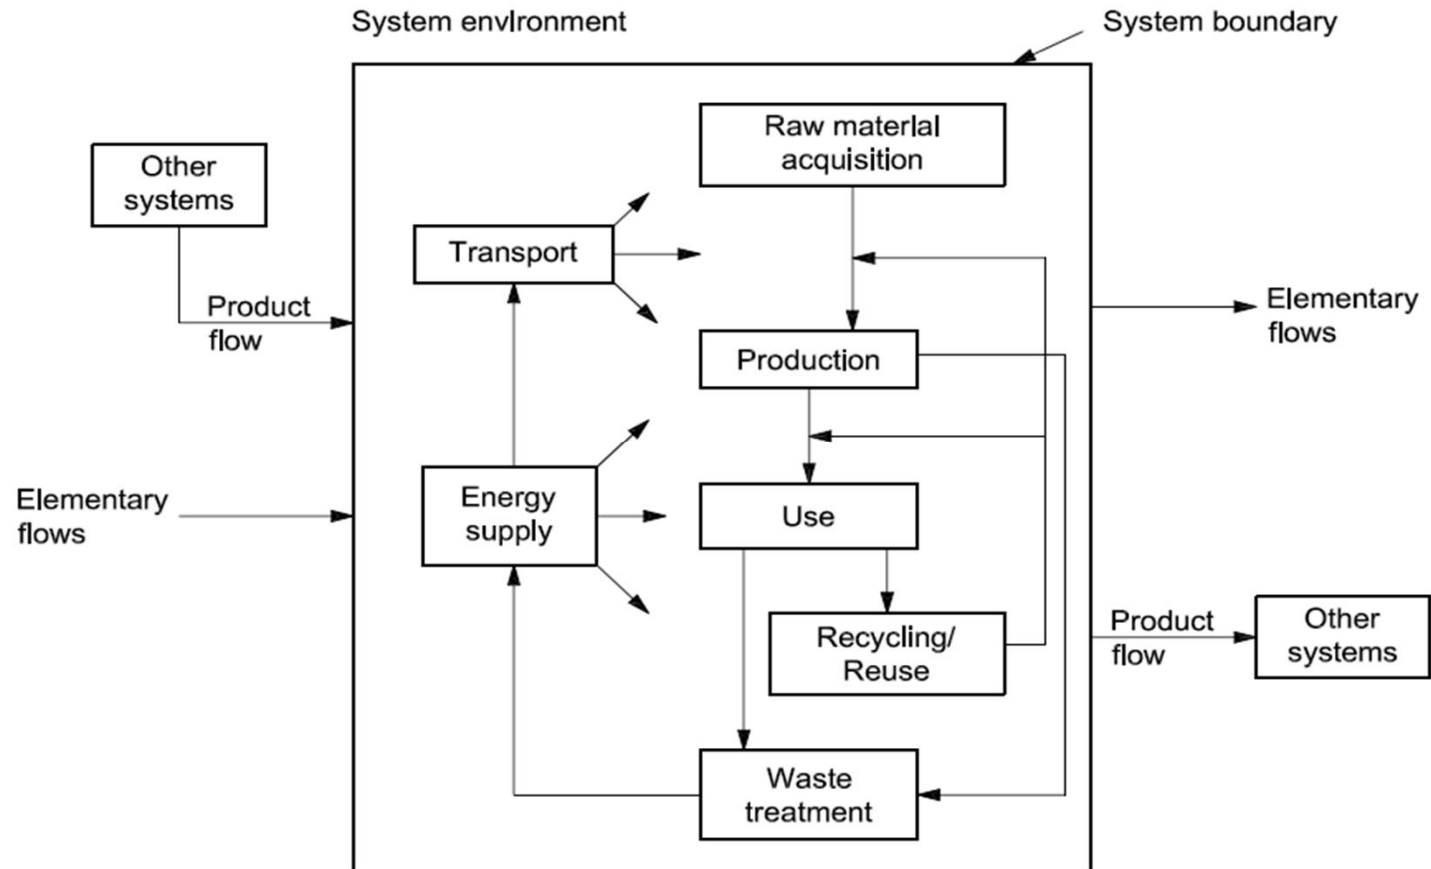 System environment
System boundary
Raw material
acquisition
Other
systems
Transport
Product
flow
Elementary
flows
Production
Elementary
flows
Energy
supply
Use
Recycling/
Reuse
Product
flow
Other
systems
Waste
treatment